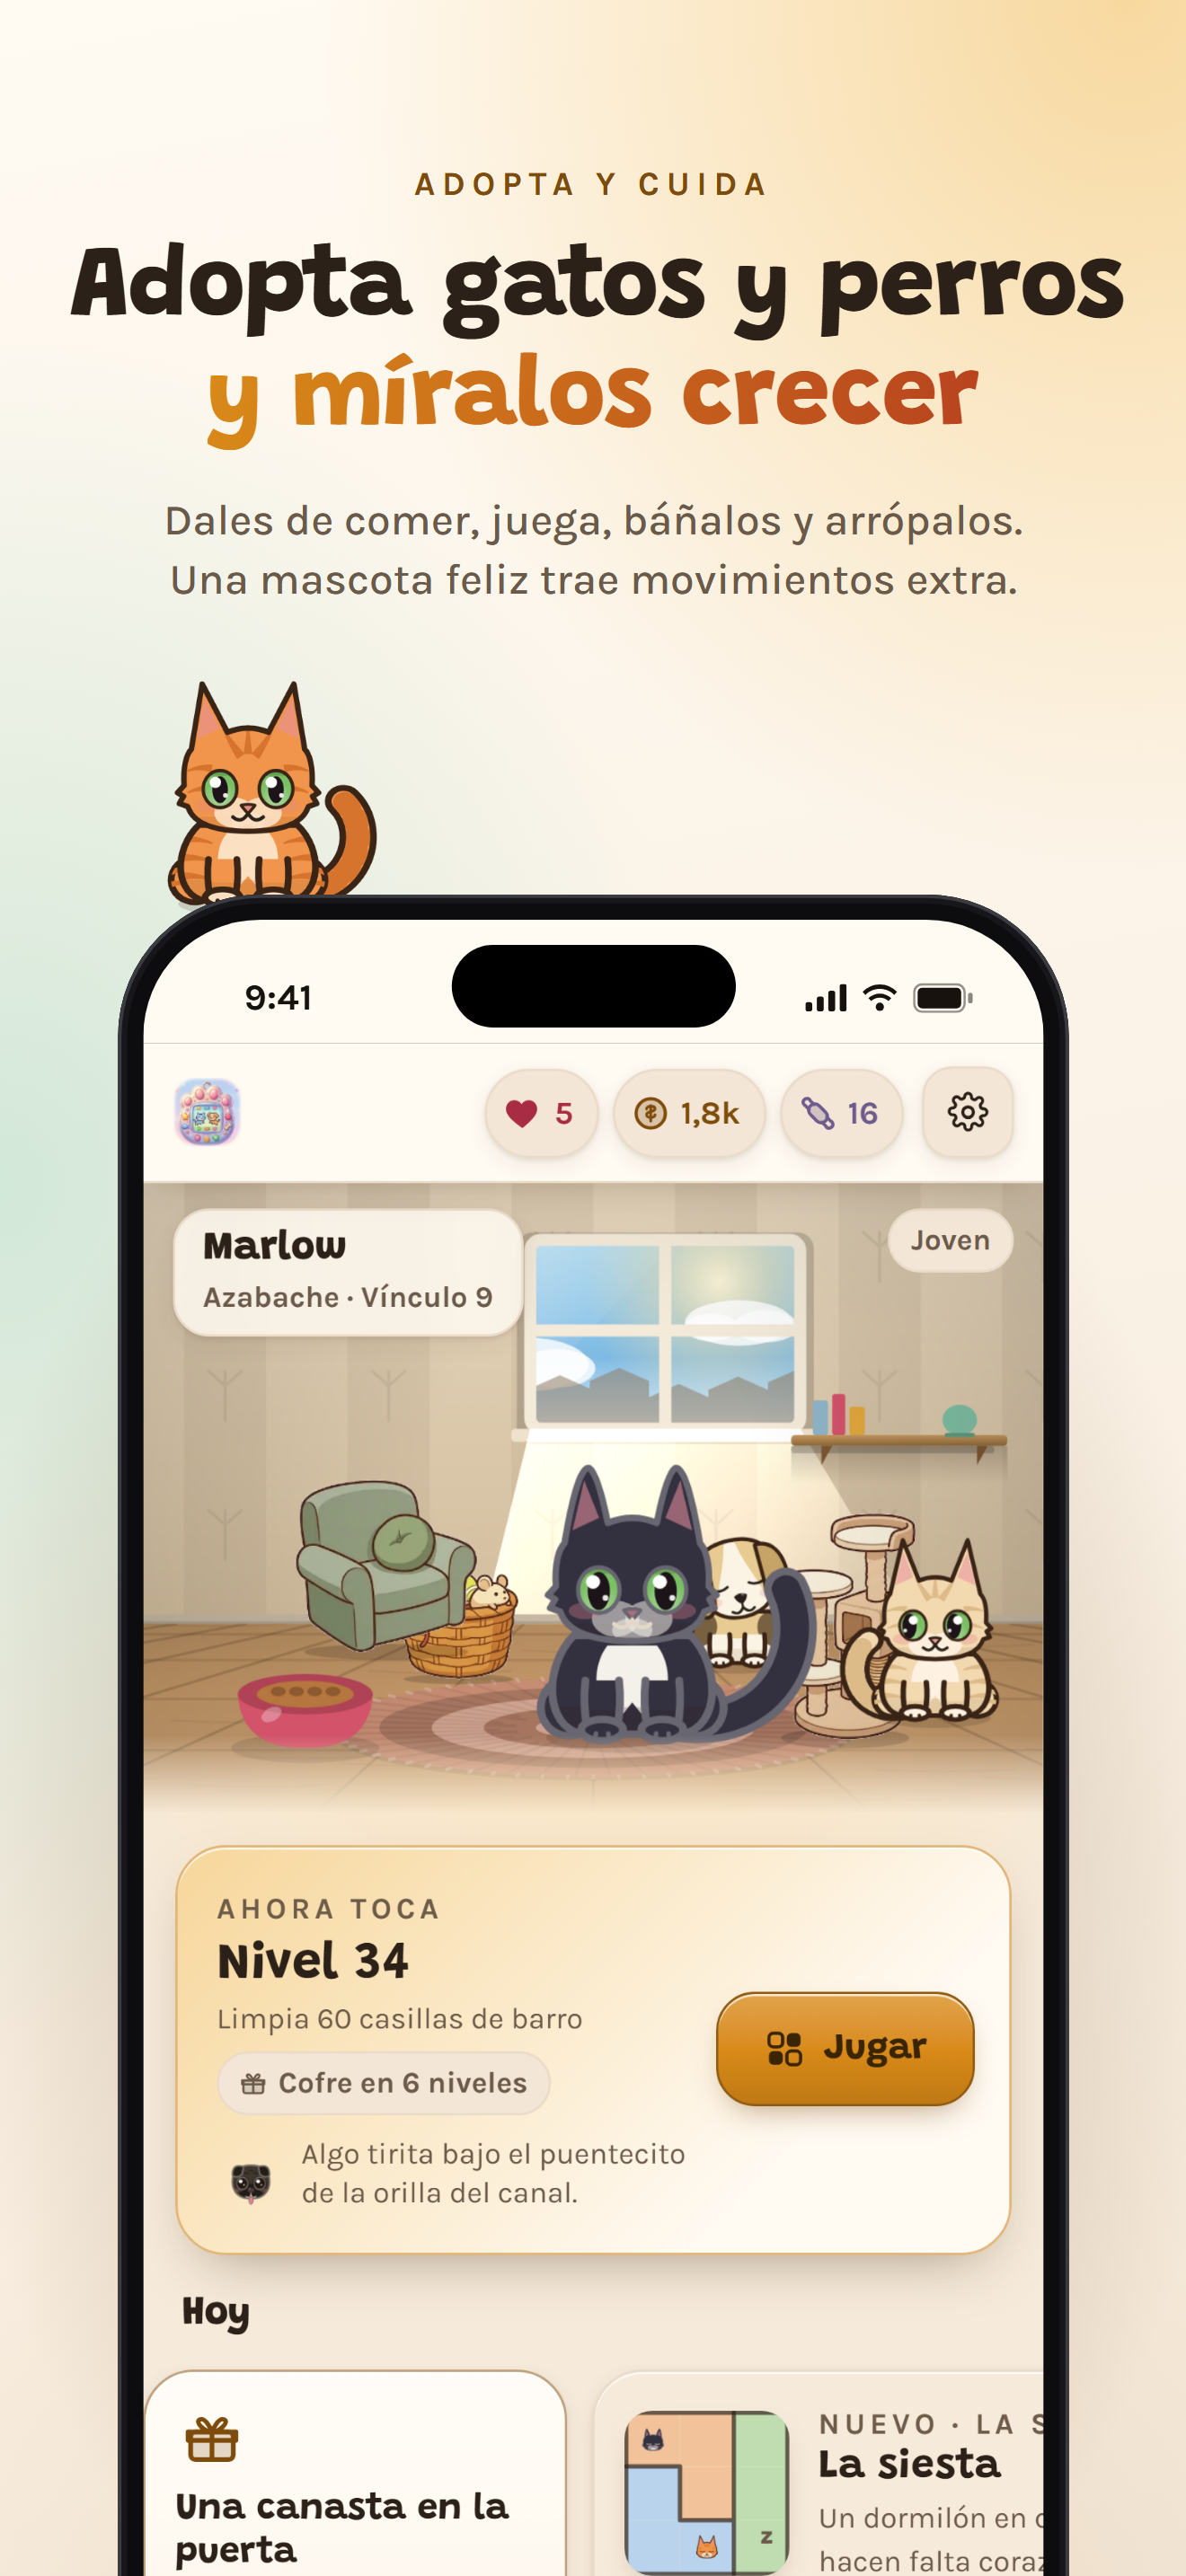 ADOPTA Y CUIDA
Adopta gatos y perros
y míralos crecer
Dales de comer, juega, báñalos y arrópalos.
Una mascota feliz trae movimientos extra.
9:41
5
1,8k
16
Marlow
Azabache · Vínculo 9
Joven
AHORA TOCA
Nivel 34
Limpia 60 casillas de barro
Cofre en 6 niveles
Jugar
Algo tirita bajo el puentecito
de la orilla del canal.
Hoy
Una canasta en la
puerta
z
NUEVO · LA
La siesta
Un dormilón en
hacen falta